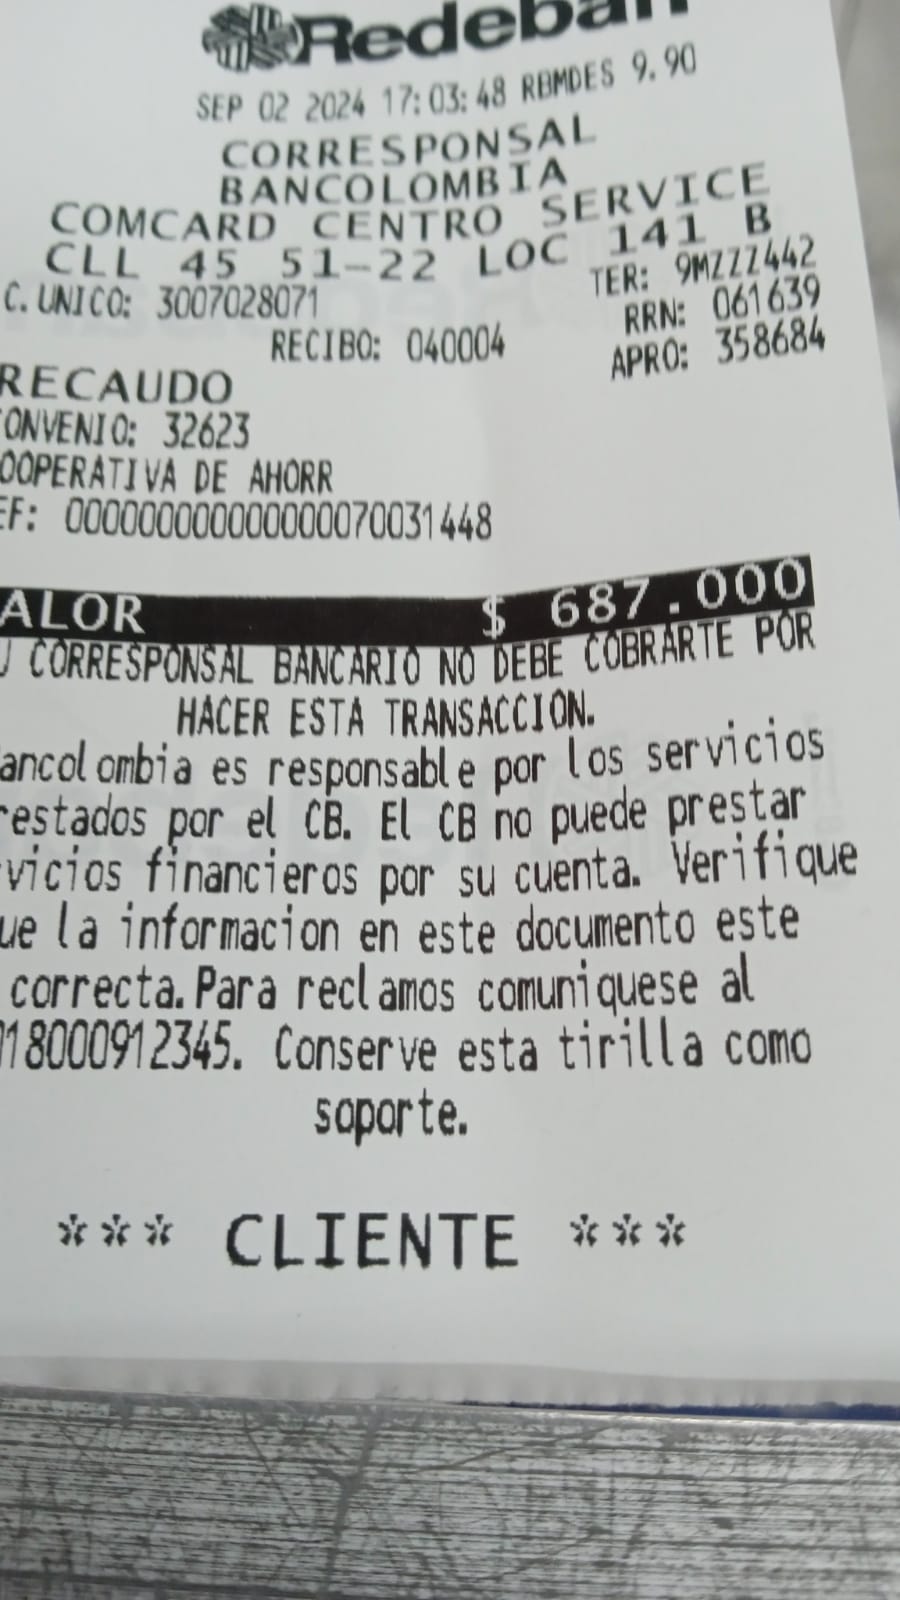 Redeban
SEP 02 2024 17:03:48 RBMDES 9.90
CORRESPONSAL
BANCOLOMBIA
COMCARD CENTRO SERVICE
CLL 45 51-22 LOC 141 B
C. UNICO: 3007028071 TER: 9MZZZ442
RECIBO: 040004 RRN: 061639
APRO: 358684
RECAUDO
ONVENIO: 32623
OOPERATIVA DE AHORR
EF: 000000000000000070031448
ALOR $ 687.000
U CORRESPONSAL BANCARIO NO DEBE COBRARTE POR
HACER ESTA TRANSACCION.
ancolombia es responsable por los servicios
restados por el CB. El CB no puede prestar
vicios financieros por su cuenta. Verifique
ue la informacion en este documento este
correcta.Para reclamos comuniquese al
018000912345. Conserve esta tirilla como
soporte.
*** CLIENTE ***